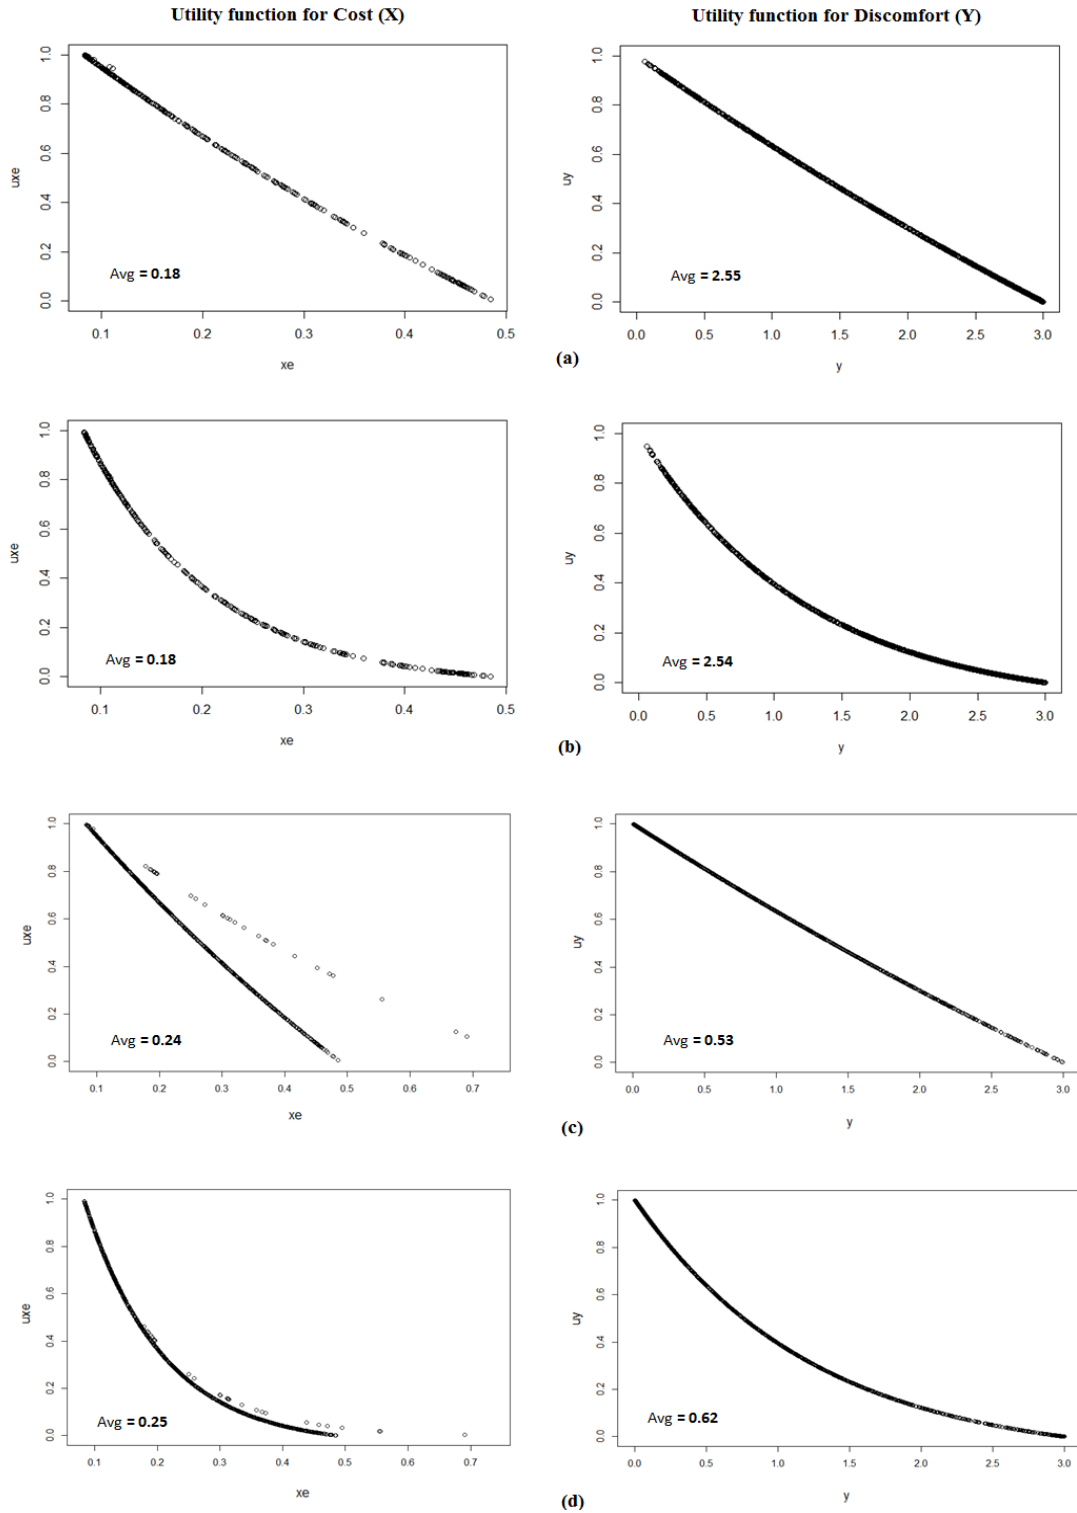 Utility function for Cost (X)
Utility function for Discomfort (Y)
1.0
0.8
0.6
0.4
0.2
0.0
uxe
Avg = 0.18
0.1 0.2 0.3 0.4 0.5
xe
1.0
0.8
0.6
0.4
0.2
0.0
uy
Avg = 2.55
0.0 0.5 1.0 1.5 2.0 2.5 3.0
y
(a)
1.0
0.8
0.6
0.4
0.2
0.0
uxe
Avg = 0.18
0.1 0.2 0.3 0.4 0.5
xe
1.0
0.8
0.6
0.4
0.2
0.0
uy
Avg = 2.54
0.0 0.5 1.0 1.5 2.0 2.5 3.0
y
(b)
1.0
0.8
0.6
0.4
0.2
0.0
uxe
Avg = 0.24
0.1 0.2 0.3 0.4 0.5 0.6 0.7
xe
1.0
0.8
0.6
0.4
0.2
0.0
uy
Avg = 0.53
0.0 0.5 1.0 1.5 2.0 2.5 3.0
y
(c)
1.0
0.8
0.6
0.4
0.2
0.0
uxe
Avg = 0.25
0.1 0.2 0.3 0.4 0.5 0.6 0.7
xe
1.0
0.8
0.6
0.4
0.2
0.0
uy
Avg = 0.62
0.0 0.5 1.0 1.5 2.0 2.5 3.0
y
(d)